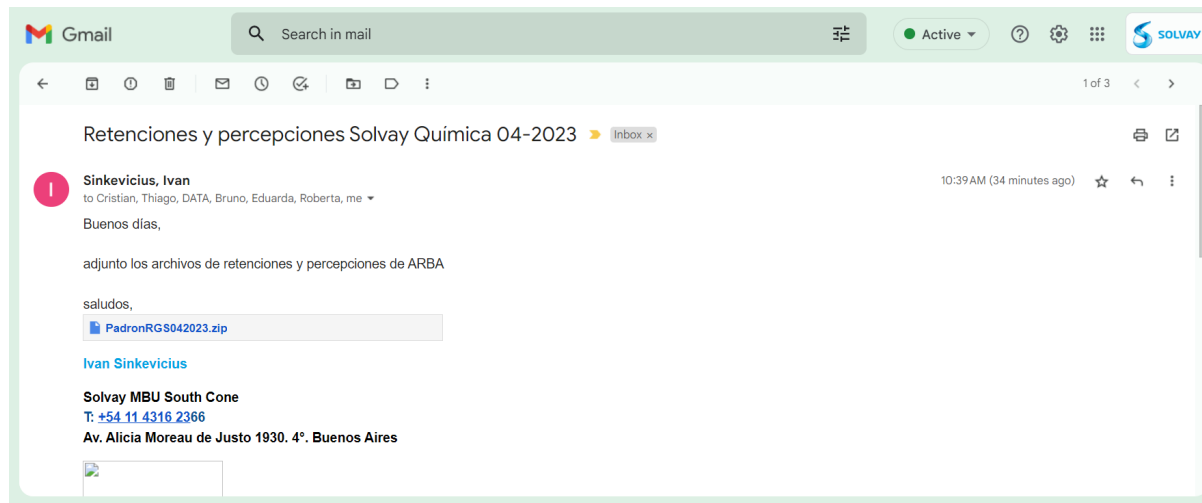 Gmail
Search in mail
Active
SOLVAY
1 of 3
Retenciones y percepciones Solvay Química 04-2023
Inbox ×
I
Sinkevicius, Ivan
10:39 AM (34 minutes ago)
to Cristian, Thiago, DATA, Bruno, Eduarda, Roberta, me
Buenos días,
adjunto los archivos de retenciones y percepciones de ARBA
saludos,
PadronRGS042023.zip
Ivan Sinkevicius
Solvay MBU South Cone
T: +54 11 4316 2366
Av. Alicia Moreau de Justo 1930. 4°. Buenos Aires